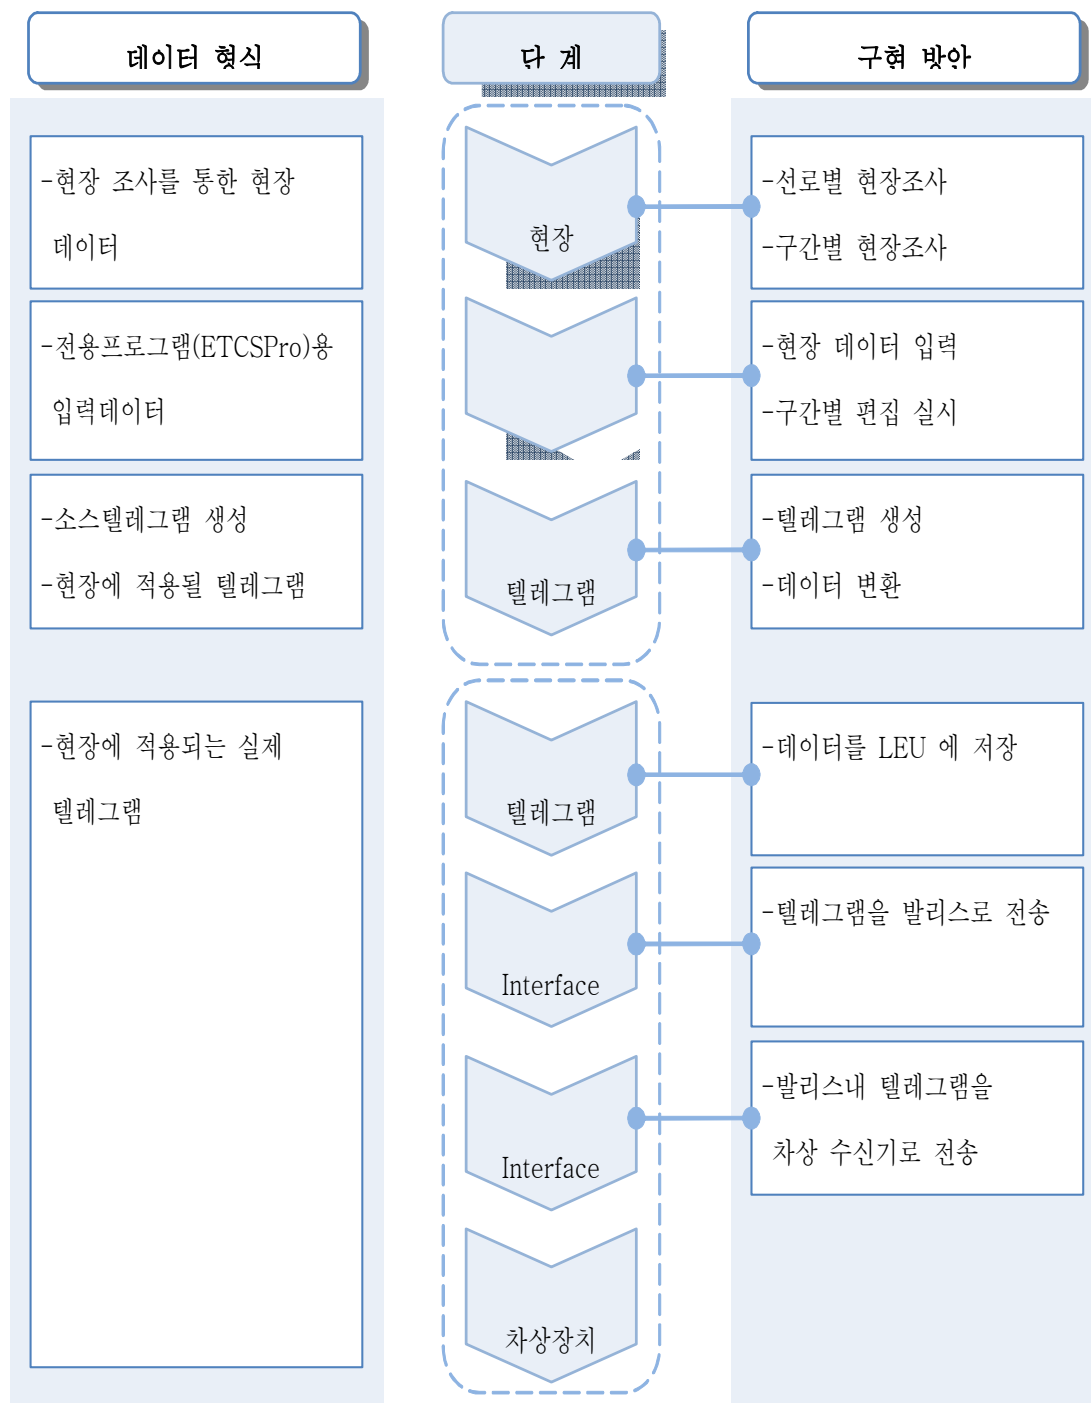 데이터 형식
단 계
구현 방안
-현장 조사를 통한 현장
데이터
현장
-선로별 현장조사
-구간별 현장조사
-전용프로그램(ETCSPro)용
입력데이터
-현장 데이터 입력
-구간별 편집 실시
-소스텔레그램 생성
-현장에 적용될 텔레그램
텔레그램
-텔레그램 생성
-데이터 변환
-현장에 적용되는 실제
텔레그램
텔레그램
-데이터를 LEU 에 저장
Interface
-텔레그램을 발리스로 전송
Interface
-발리스내 텔레그램을
차상 수신기로 전송
차상장치